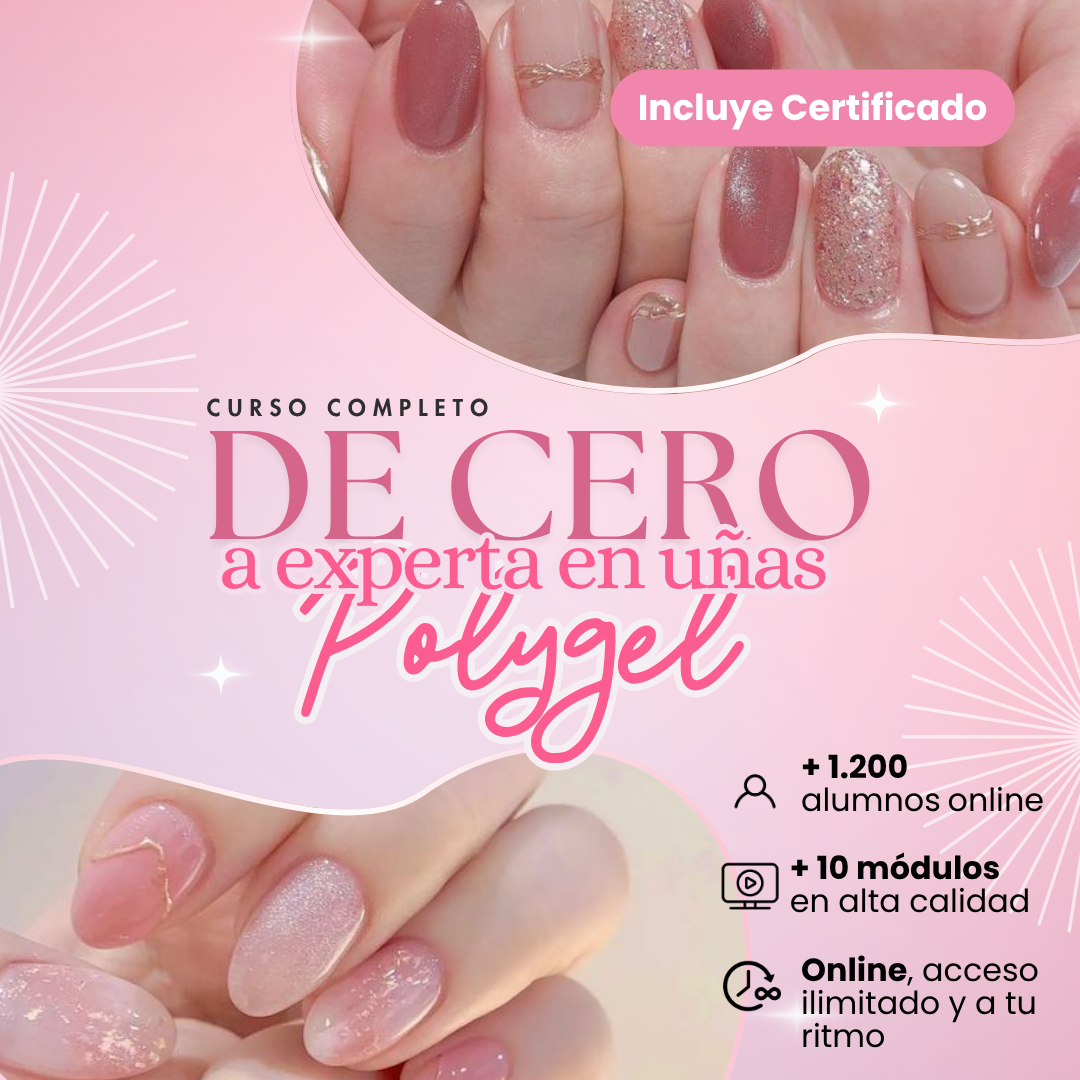 Incluye Certificado
CURSO COMPLETO
DE CERO
a experta en uñas
Polygel
+ 1.200
alumnos online
+ 10 módulos
en alta calidad
Online, acceso
ilimitado y a tu
ritmo